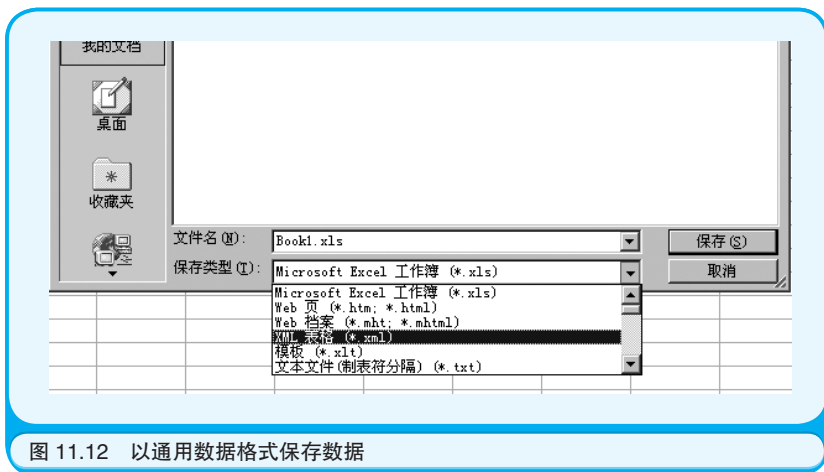 我的文档
桌面
收藏夹
文件名(N):
Book1.xls
保存(S)
保存类型(T):
Microsoft Excel 工作簿 (*.xls)
取消
Microsoft Excel 工作簿 (*.xls)
Web 页 (*.htm; *.html)
Web 档案 (*.mht; *.mhtml)
XML 表格 (*.xml)
模板 (*.xlt)
文本文件(制表符分隔) (*.txt)
图 11.12 以通用数据格式保存数据